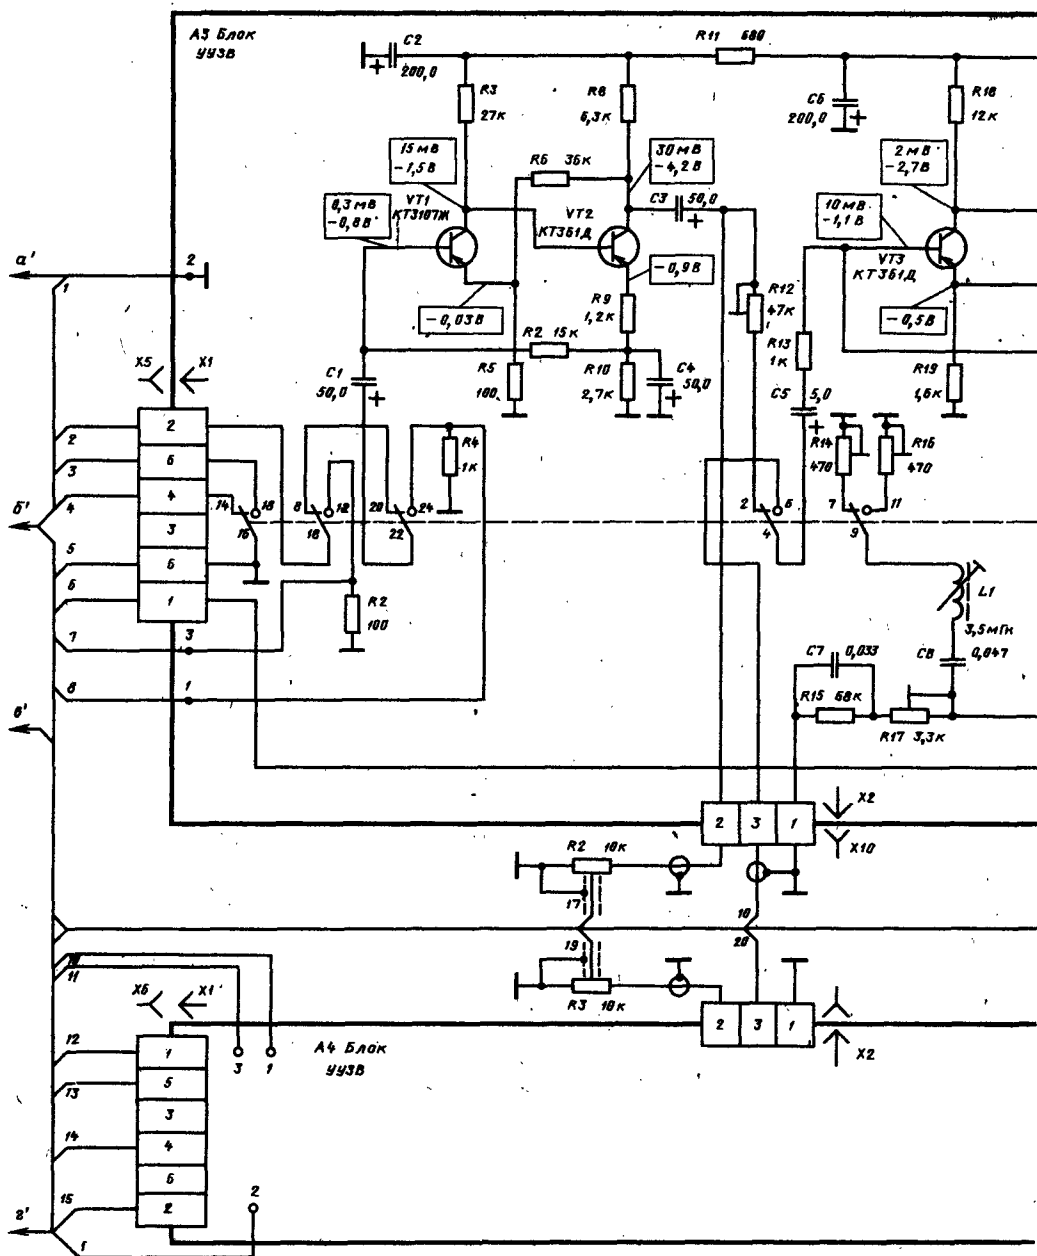 А3 Блок
УУЗВ
C2
200,0
R11 680
R3
27к
R8
6,3к
C6
200,0
R18
12к
15 мВ
-1,5 В
R6 36к
30 мВ
-4,2 В
2 мВ
-2,7 В
0,3 мВ
-0,8 В
VT1
КТ3107Ж
VT2
КТ361Д
C3 50,0
10 мВ
-1,1 В
VT3
КТ361Д
а'
1
2
-0,03 В
-0,9 В
R9
1,2к
R12
47к
-0,5 В
R2 15к
R13
1к
X5
X1
C1
50,0
R5
100
R10
2,7к
C4
50,0
C5
5,0
R19
1,6к
2
3
4
5
6
7
8
2
6
4
3
5
1
R4
1к
R14
470
R16
470
14
18
16
8
12
18
20
24
22
2
6
4
7
11
9
б'
R2
100
L1
3,5 мГн
3
1
C7
0,033
C8
0,047
R15 68к
R17 3,3к
в'
2
3
1
X2
X10
R2 10к
17
10
20
19
R3 10к
2
3
1
X2
10
11
X6
X1
3
1
А4 Блок
УУЗВ
12
13
14
15
1
5
3
4
6
2
2
г'
1